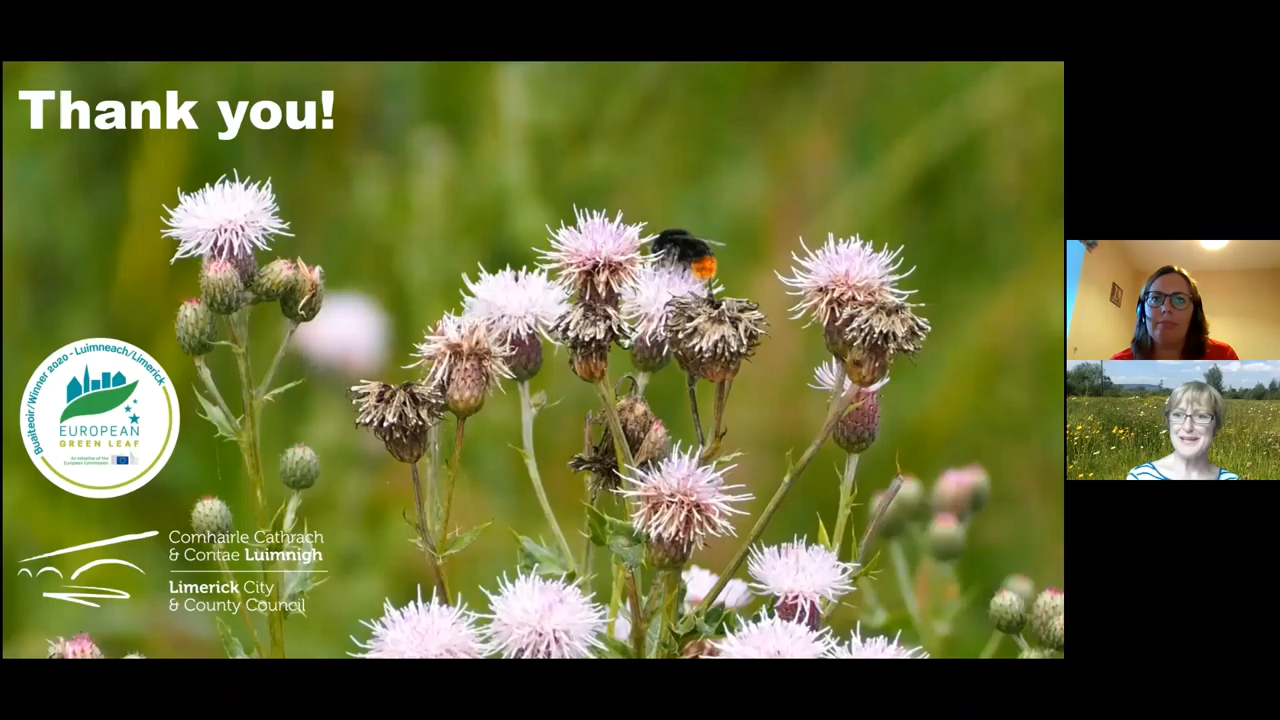 Thank you!
Buaiteoir/Winner 2020 - Luimneach/Limerick
EUROPEAN
GREEN LEAF
An initiative of the
European Commission
Comhairle Cathrach
& Contae Luimnigh
Limerick City
& County Council